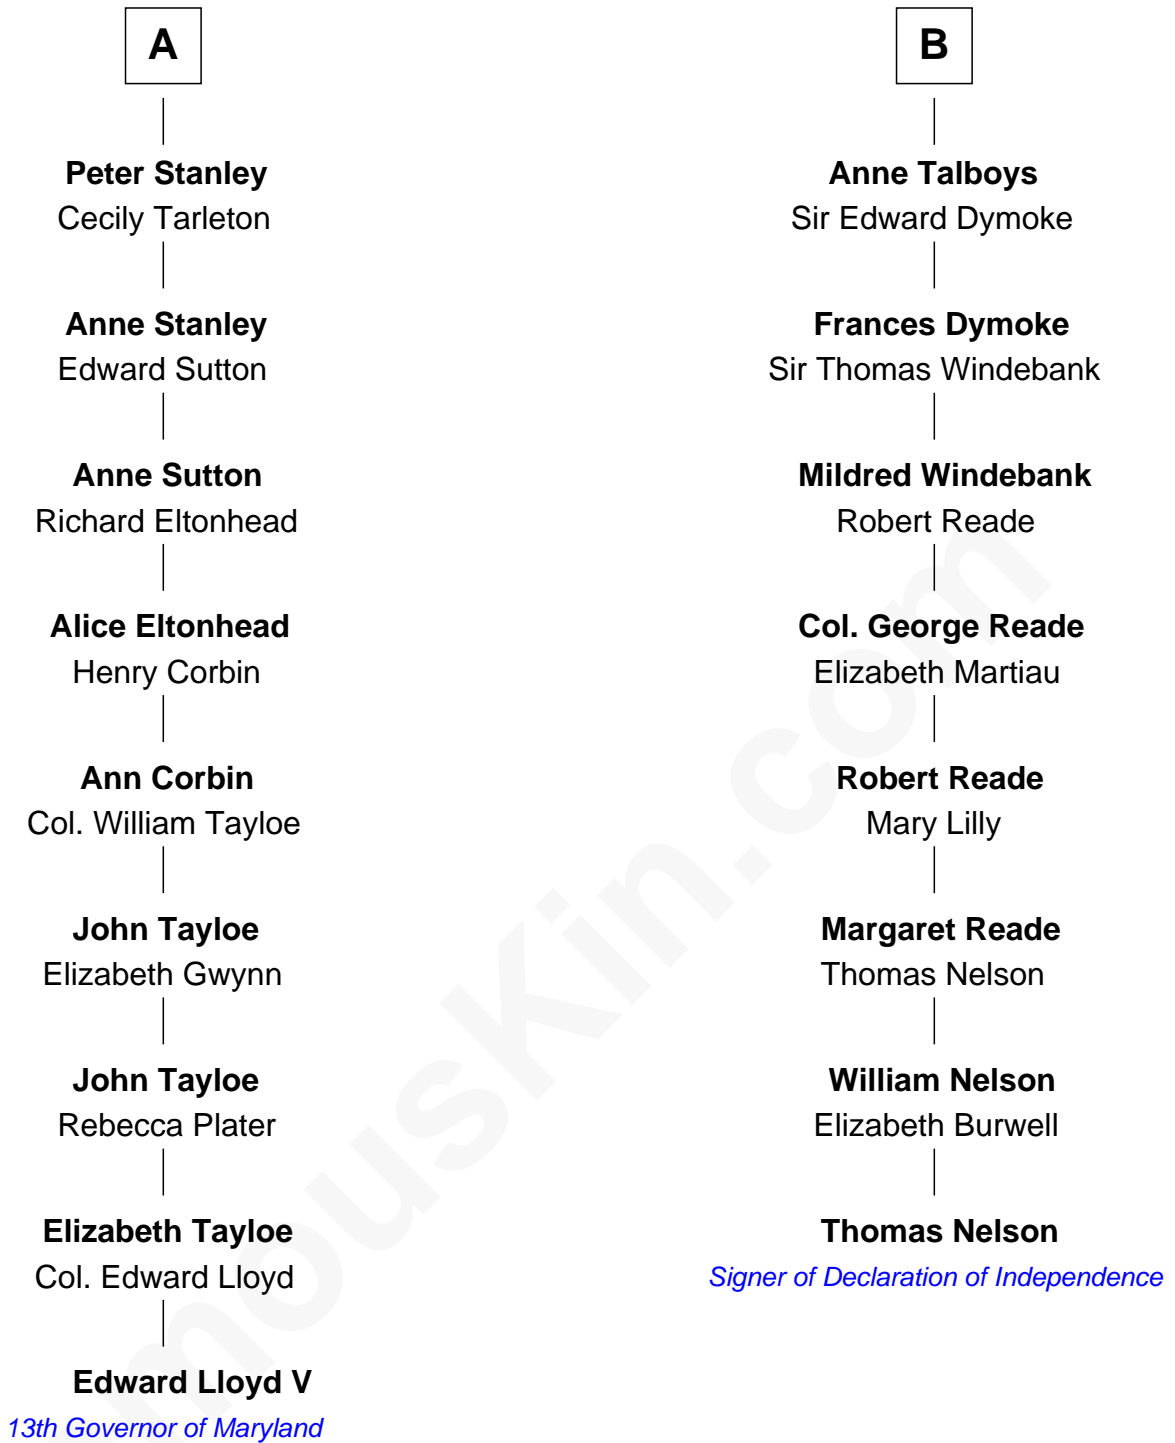 A
Peter Stanley
Cecily Tarleton
Anne Stanley
Edward Sutton
Anne Sutton
Richard Eltonhead
Alice Eltonhead
Henry Corbin
Ann Corbin
Col. William Tayloe
John Tayloe
Elizabeth Gwynn
John Tayloe
Rebecca Plater
Elizabeth Tayloe
Col. Edward Lloyd
Edward Lloyd V
13th Governor of Maryland
B
Anne Talboys
Sir Edward Dymoke
Frances Dymoke
Sir Thomas Windebank
Mildred Windebank
Robert Reade
Col. George Reade
Elizabeth Martiau
Robert Reade
Mary Lilly
Margaret Reade
Thomas Nelson
William Nelson
Elizabeth Burwell
Thomas Nelson
Signer of Declaration of Independence
mouskin.com